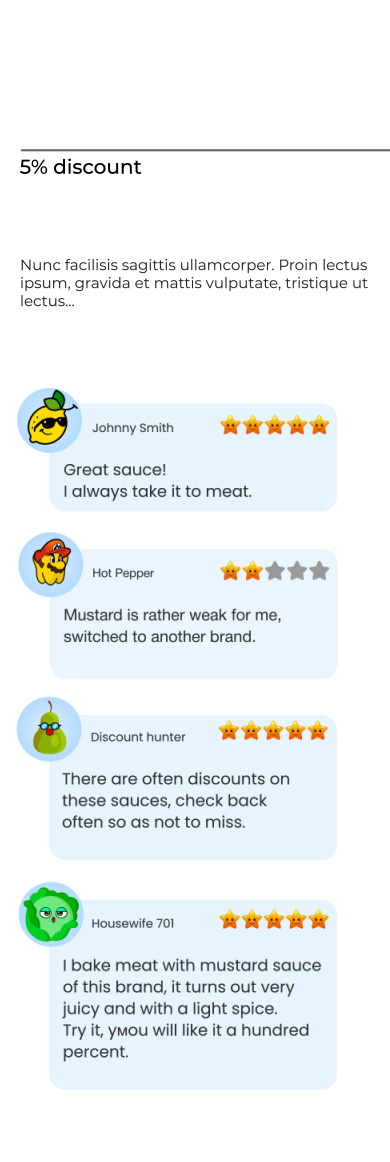 5% discount
Nunc facilisis sagittis ullamcorper. Proin lectus
ipsum, gravida et mattis vulputate, tristique ut
lectus...
Johnny Smith
Great sauce!
I always take it to meat.
Hot Pepper
Mustard is rather weak for me,
switched to another brand.
Discount hunter
There are often discounts on
these sauces, check back
often so as not to miss.
Housewife 701
I bake meat with mustard sauce
of this brand, it turns out very
juicy and with a light spice.
Try it, yмou will like it a hundred
percent.